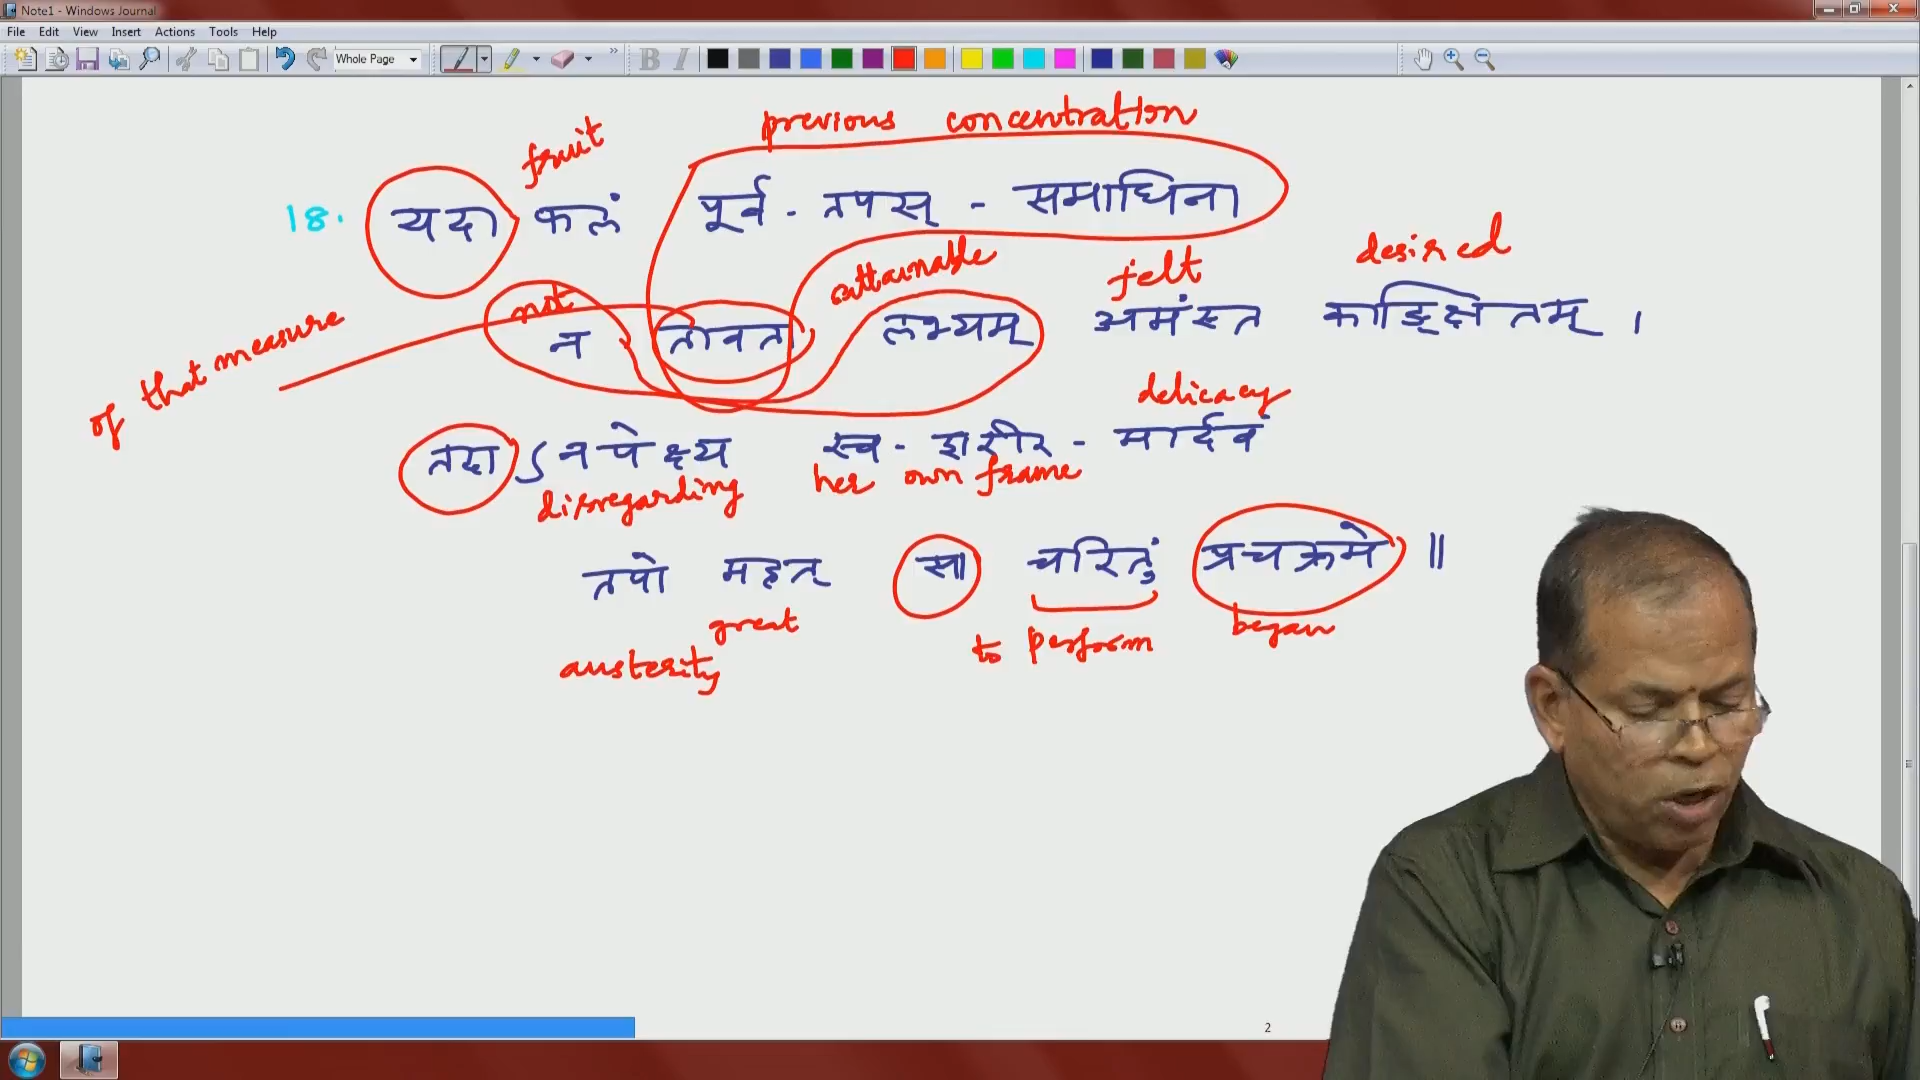 Note1 - Windows Journal
File Edit View Insert Actions Tools Help
Whole Page
previous concentration
fruit
18. यदा फलं पूर्व - तपस् - समाधिना
not attainable felt desired
of that measure
न तावता लभ्यम् अमंस्त काङ्क्षितम् ।
delicacy
तदाऽनपेक्ष्य स्व - शरीर - मार्दवं
disregarding her own frame
तपो महत् सा चरितुं प्रचक्रमे ॥
great to perform began
austerity
2